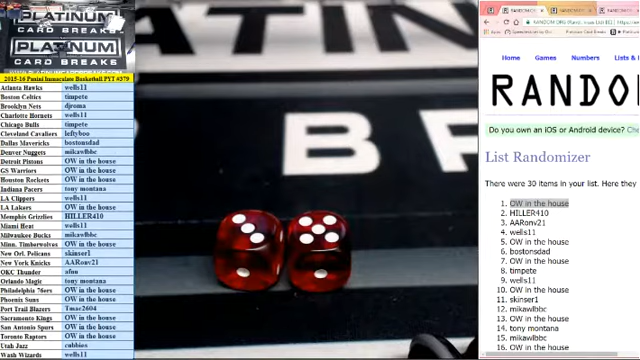 PLATINUM
CARD BREAKS
PLATINUM
CARD BREAKS
2015-16 Panini Immaculate Basketball PYT #379
Atlanta Hawks wells11
Boston Celtics timpete
Brooklyn Nets djroma
Charlotte Hornets wells11
Chicago Bulls timpete
Cleveland Cavaliers leftyboo
Dallas Mavericks bostonsdad
Denver Nuggets mikawlbbc
Detroit Pistons OW in the house
GS Warriors OW in the house
Houston Rockets OW in the house
Indiana Pacers tony montana
LA Clippers wells11
LA Lakers OW in the house
Memphis Grizzlies HILLER410
Miami Heat wells11
Milwaukee Bucks mikawlbbc
Minn. Timberwolves OW in the house
New Orl. Pelicans skinser1
New York Knicks AARonv21
OKC Thunder
Orlando Magic tony montana
Philadelphia 76ers OW in the house
Phoenix Suns OW in the house
Port Trail Blazers Tmac2604
Sacramento Kings OW in the house
San Antonio Spurs OW in the house
Toronto Raptors OW in the house
Utah Jazz cubbies
Wash Wizards wells11
ATINUM
B R
Home Games Numbers Lists &
RANDO
Do you own an iOS or Android device? Che
List Randomizer
There were 30 items in your list. Here they
1. OW in the house
2. HILLER410
3. AARonv21
4. wells11
5. OW in the house
6. bostonsdad
7. OW in the house
8. timpete
9. wells11
10. OW in the house
11. skinser1
12. mikawlbbc
13. OW in the house
14. tony montana
15. mikawlbbc
16. OW in the house